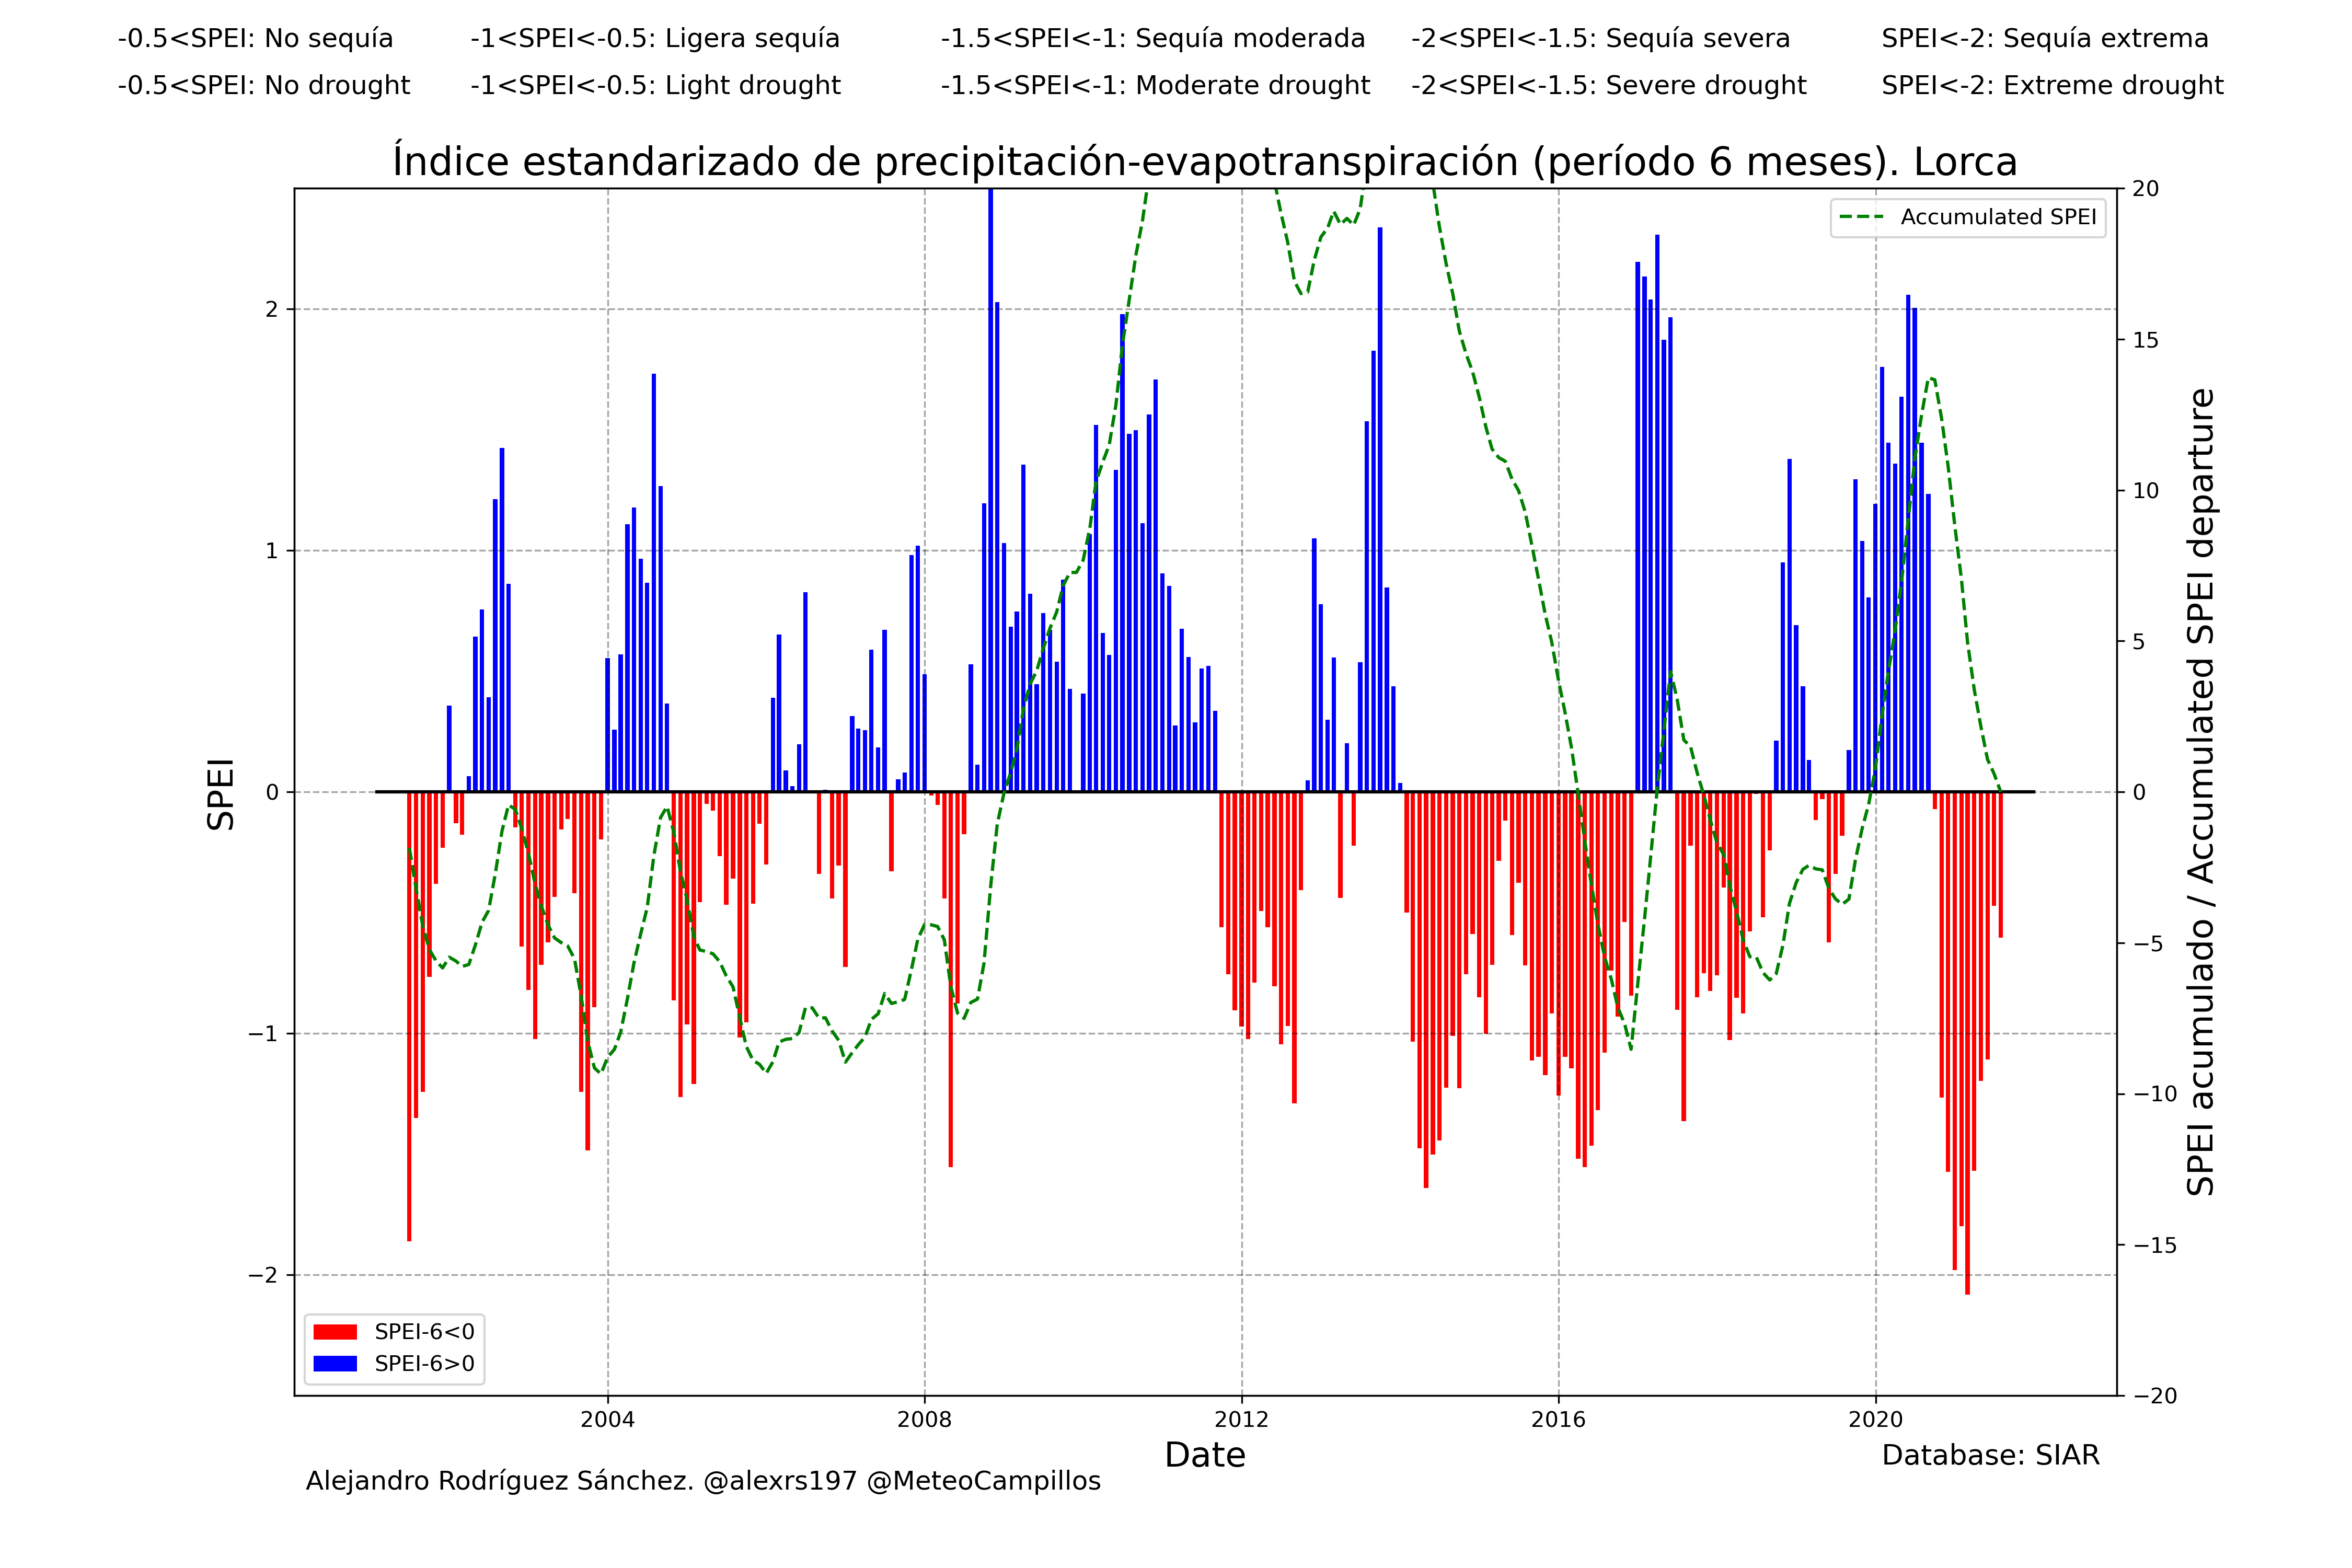 -0.5<SPEI: No sequía -1<SPEI<-0.5: Ligera sequía -1.5<SPEI<-1: Sequía moderada -2<SPEI<-1.5: Sequía severa SPEI<-2: Sequía extrema
-0.5<SPEI: No drought -1<SPEI<-0.5: Light drought -1.5<SPEI<-1: Moderate drought -2<SPEI<-1.5: Severe drought SPEI<-2: Extreme drought
Índice estandarizado de precipitación-evapotranspiración (período 6 meses). Lorca
SPEI
2
1
0
−1
−2
Accumulated SPEI
20
15
10
5
0
−5
−10
−15
−20
SPEI acumulado / Accumulated SPEI departure
SPEI-6<0
SPEI-6>0
2004 2008 2012 2016 2020
Date
Database: SIAR
Alejandro Rodríguez Sánchez. @alexrs197 @MeteoCampillos